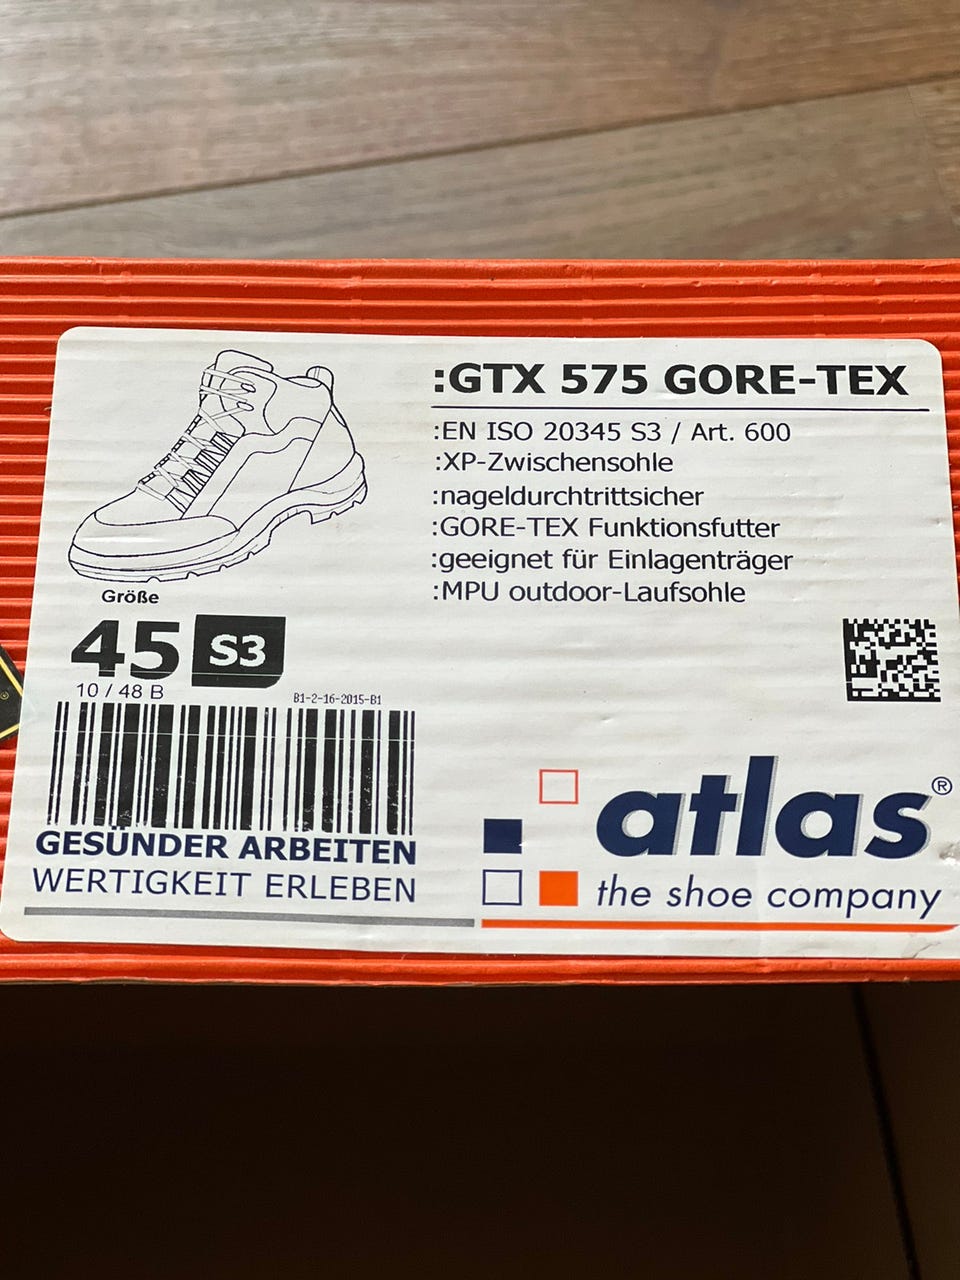 :GTX 575 GORE-TEX
:EN ISO 20345 S3 / Art. 600
:XP-Zwischensohle
:nageldurchtrittsicher
:GORE-TEX Funktionsfutter
:geeignet für Einlagenträger
:MPU outdoor-Laufsohle
Größe
45 S3
10 / 48 B
B1-2-16-2015-B1
GESÜNDER ARBEITEN
WERTIGKEIT ERLEBEN
atlas®
the shoe company